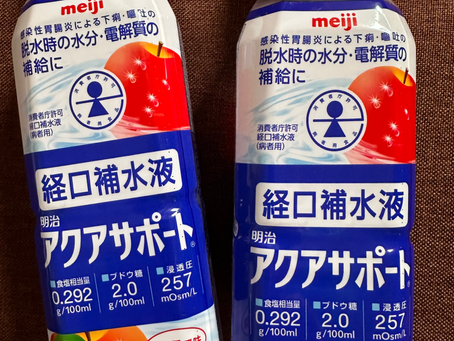 meiji
感染性胃腸炎による下痢・嘔吐の
脱水時の水分・電解質の
補給に
消費者庁許可
経口補水液
(病者用)
経口補水液
明治
アクアサポート
食塩相当量
0.292
g/100ml
ブドウ糖
2.0
g/100ml
浸透圧
257
mOsm/L
meiji
感染性胃腸炎による下痢・嘔吐の
脱水時の水分・電解質の
補給に
消費者庁許可
経口補水液
(病者用)
経口補水液
明治
アクアサポート
食塩相当量
0.292
g/100ml
ブドウ糖
2.0
g/100ml
浸透圧
257
mOsm/L